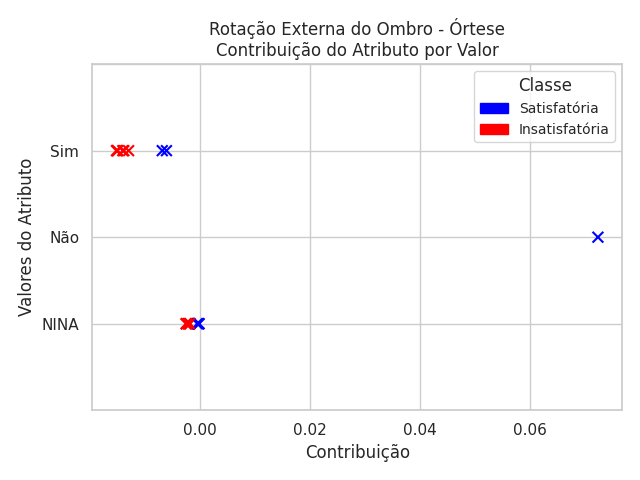 Rotação Externa do Ombro - Órtese
Contribuição do Atributo por Valor
Classe
Satisfatória
Insatisfatória
Valores do Atributo
Sim
Não
NINA
0.00
0.02
0.04
0.06
Contribuição